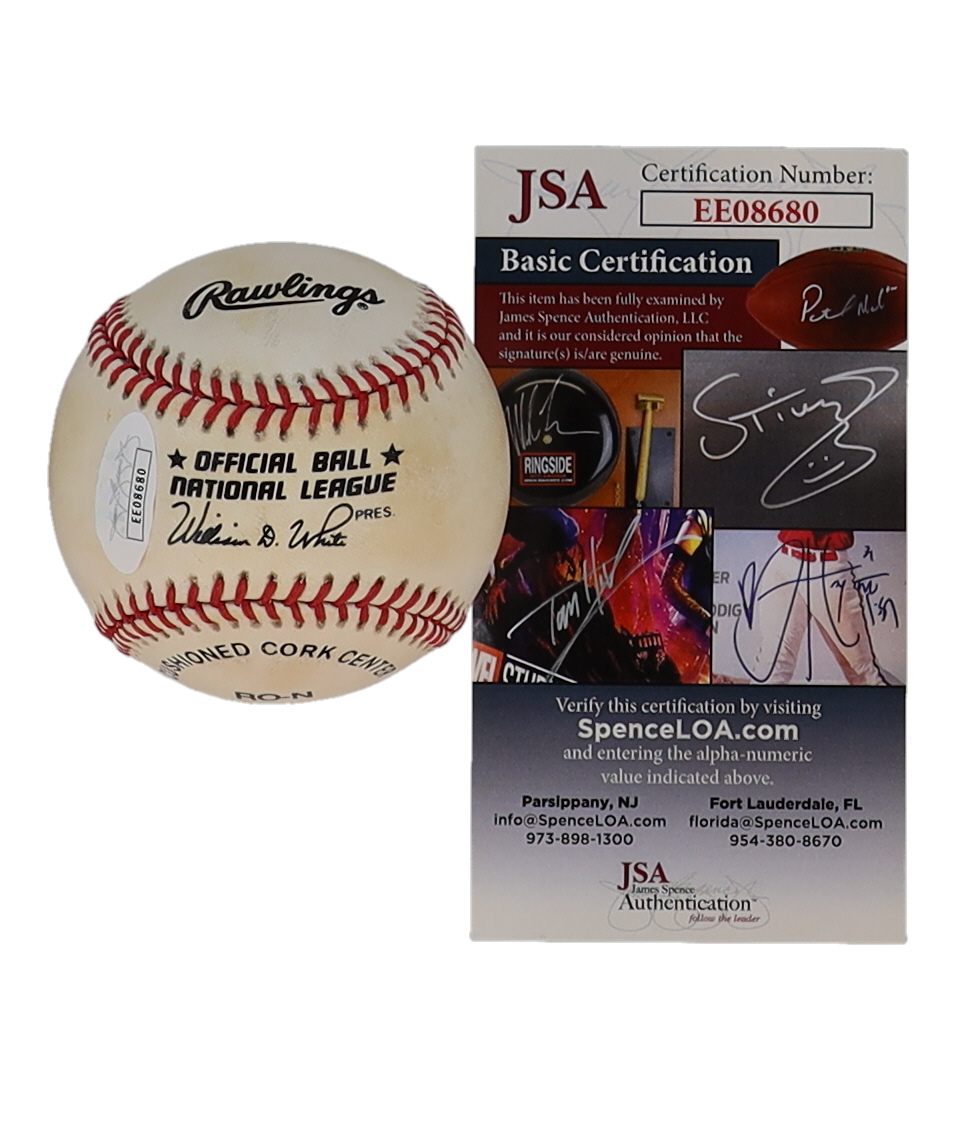 Rawlings®
★ OFFICIAL BALL ★
NATIONAL LEAGUE
William D. White PRES.
EE08680
CUSHIONED CORK CENTER
RO-N
JSA
Certification Number:
EE08680
Basic Certification
This item has been fully examined by
James Spence Authentication, LLC
and it is our considered opinion that the
signature(s) is/are genuine.
RINGSIDE
STUD
Verify this certification by visiting
SpenceLOA.com
and entering the alpha-numeric
value indicated above.
Parsippany, NJ
info@SpenceLOA.com
973-898-1300
Fort Lauderdale, FL
florida@SpenceLOA.com
954-380-8670
JSA
James Spence
Authentication™
follow the leader